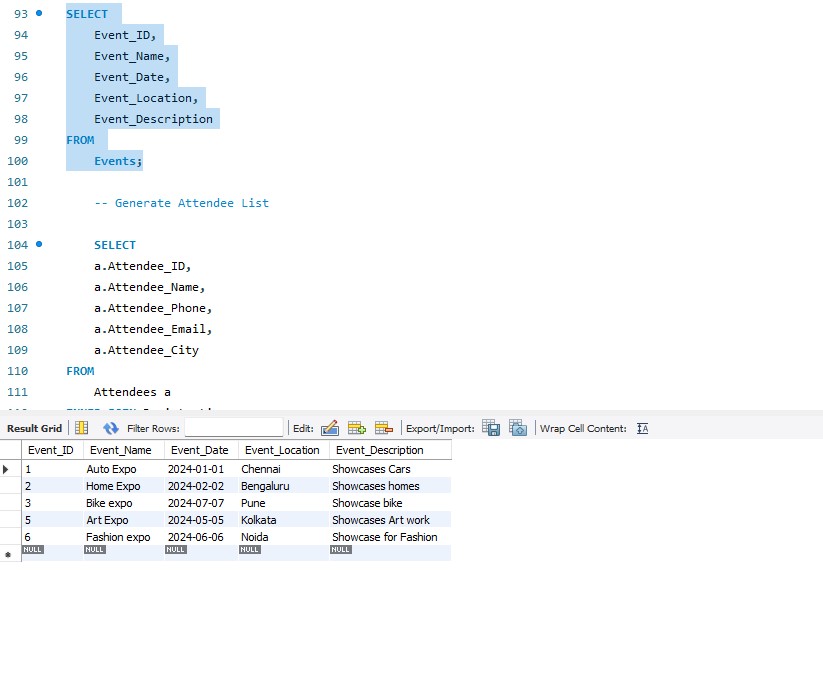 93 SELECT
94 Event_ID,
95 Event_Name,
96 Event_Date,
97 Event_Location,
98 Event_Description
99 FROM
100 Events;
101
102 -- Generate Attendee List
103
104 SELECT
105 a.Attendee_ID,
106 a.Attendee_Name,
107 a.Attendee_Phone,
108 a.Attendee_Email,
109 a.Attendee_City
110 FROM
111 Attendees a
Result Grid Filter Rows: Edit: Export/Import: Wrap Cell Content: IA
Event_ID Event_Name Event_Date Event_Location Event_Description
1 Auto Expo 2024-01-01 Chennai Showcases Cars
2 Home Expo 2024-02-02 Bengaluru Showcases homes
3 Bike expo 2024-07-07 Pune Showcase bike
5 Art Expo 2024-05-05 Kolkata Showcases Art work
6 Fashion expo 2024-06-06 Noida Showcase for Fashion
NULL NULL NULL NULL NULL